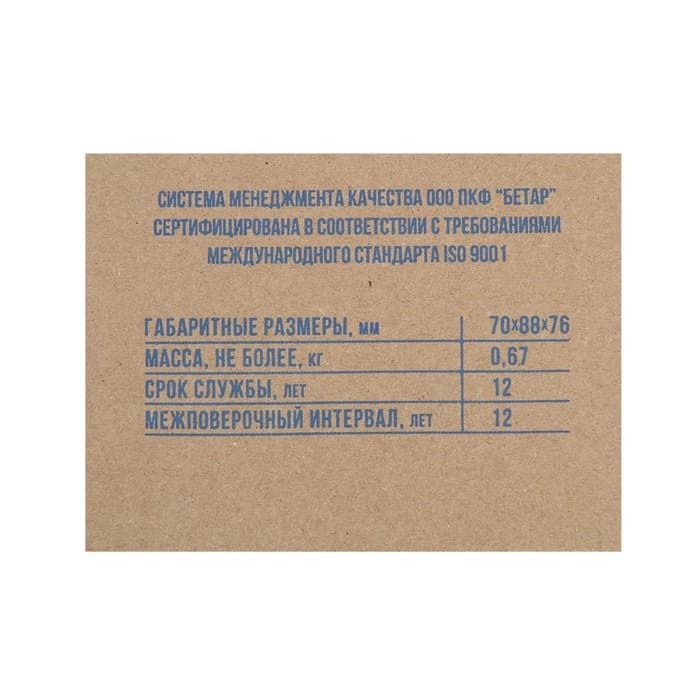 СИСТЕМА МЕНЕДЖМЕНТА КАЧЕСТВА ООО ПКФ "БЕТАР"
СЕРТИФИЦИРОВАНА В СООТВЕТСТВИИ С ТРЕБОВАНИЯМИ
МЕЖДУНАРОДНОГО СТАНДАРТА ISO 9001
ГАБАРИТНЫЕ РАЗМЕРЫ, мм 70х88х76
МАССА, НЕ БОЛЕЕ, кг 0,67
СРОК СЛУЖБЫ, лет 12
МЕЖПОВЕРОЧНЫЙ ИНТЕРВАЛ, лет 12